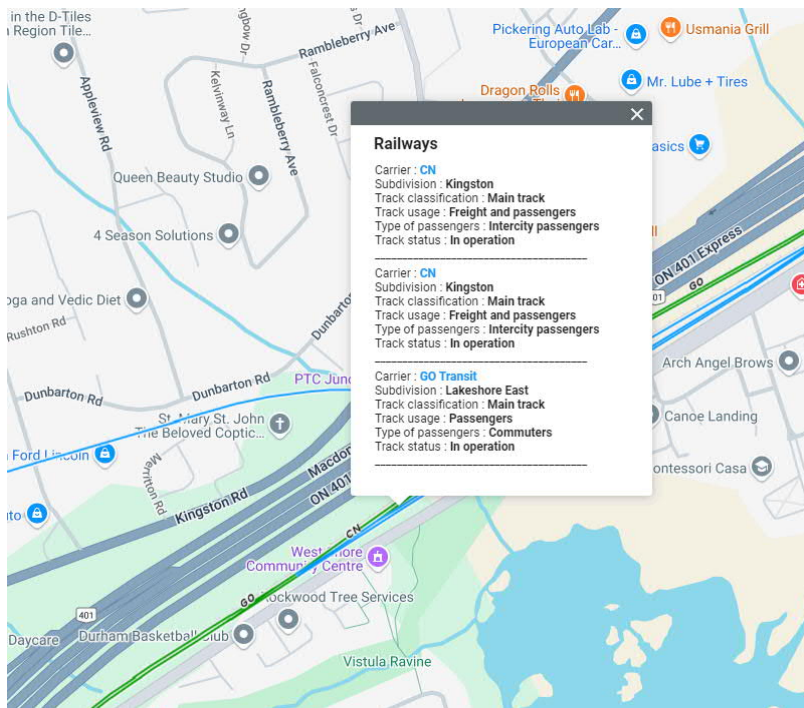 in the D-Tiles
Region Tile...
Rambleberry Ave
Pickering Auto Lab -
European Car...
Usmania Grill
Appleview Rd
Kelvinway Ln
Rambleberry Ave
Falconcrest Dr
Dragon Rolls
Mr. Lube + Tires
asics
Queen Beauty Studio
4 Season Solutions
oga and Vedic Diet
Rushton Rd
Railways
Carrier : CN
Subdivision : Kingston
Track classification : Main track
Track usage : Freight and passengers
Type of passengers : Intercity passengers
Track status : In operation
Carrier : CN
Subdivision : Kingston
Track classification : Main track
Track usage : Freight and passengers
Type of passengers : Intercity passengers
Track status : In operation
Carrier : GO Transit
Subdivision : Lakeshore East
Track classification : Main track
Track usage : Passengers
Type of passengers : Commuters
Track status : In operation
ON 401 Express
GO
01
Dunbarton Rd
Dunbarton Rd
PTC Junc
St. Mary St. John
The Beloved Coptic...
Ford Lincoln
Merritton Rd
Kingston Rd
ON 401
Arch Angel Brows
Canoe Landing
ontessori Casa
uto
CN
West Shore
Community Centre
GO
Rockwood Tree Services
401
Daycare
Durham Basketball Club
Vistula Ravine